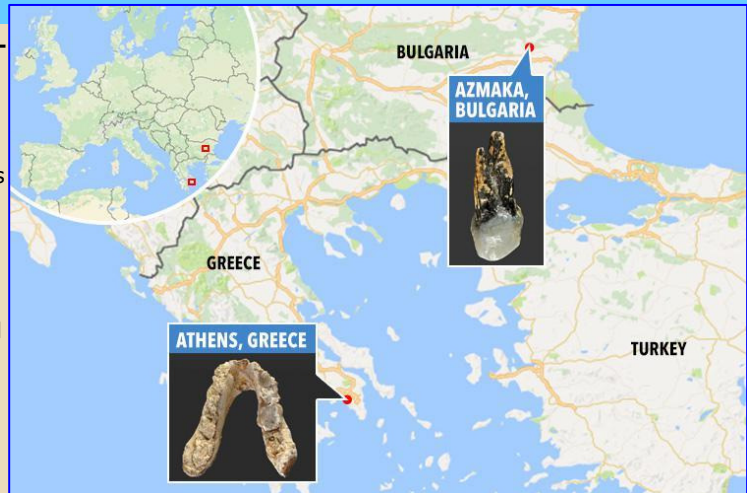 BULGARIA
AZMAKA,
BULGARIA
GREECE
ATHENS, GREECE
TURKEY